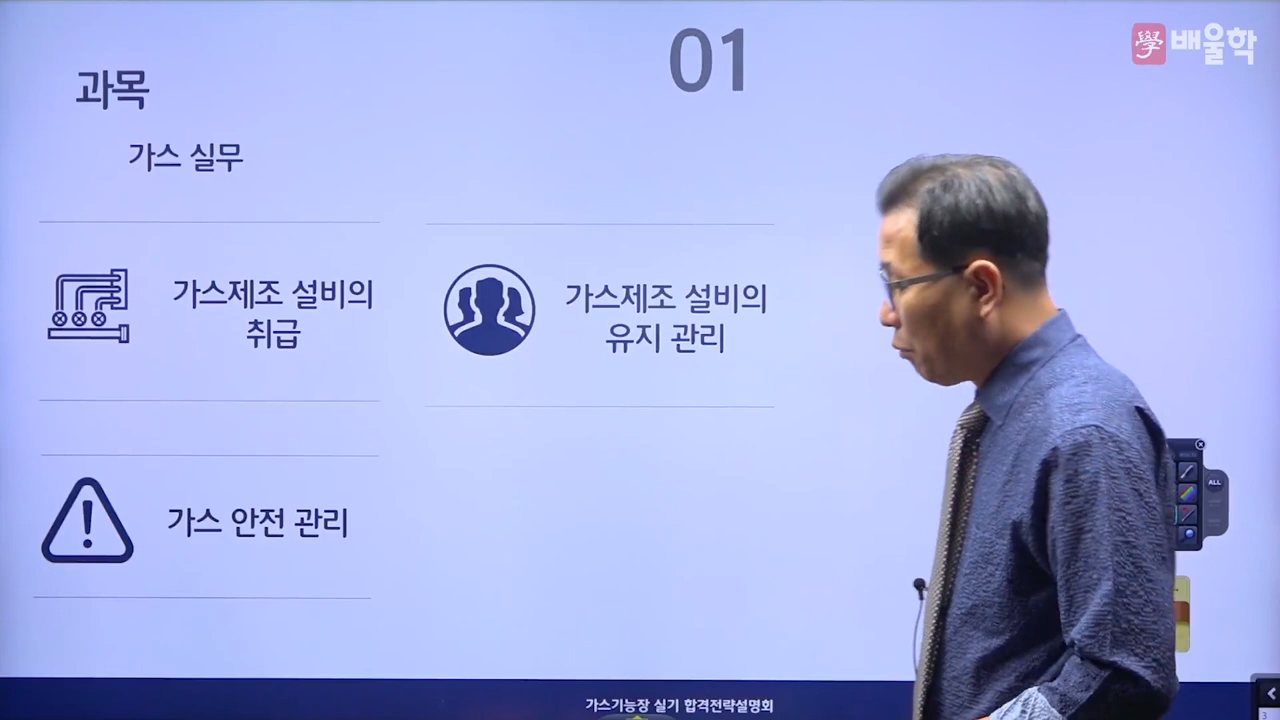 01
學 배울학
과목
가스 실무
가스제조 설비의
취급
가스제조 설비의
유지 관리
가스 안전 관리
ALL
가스기능장 실기 합격전략설명회